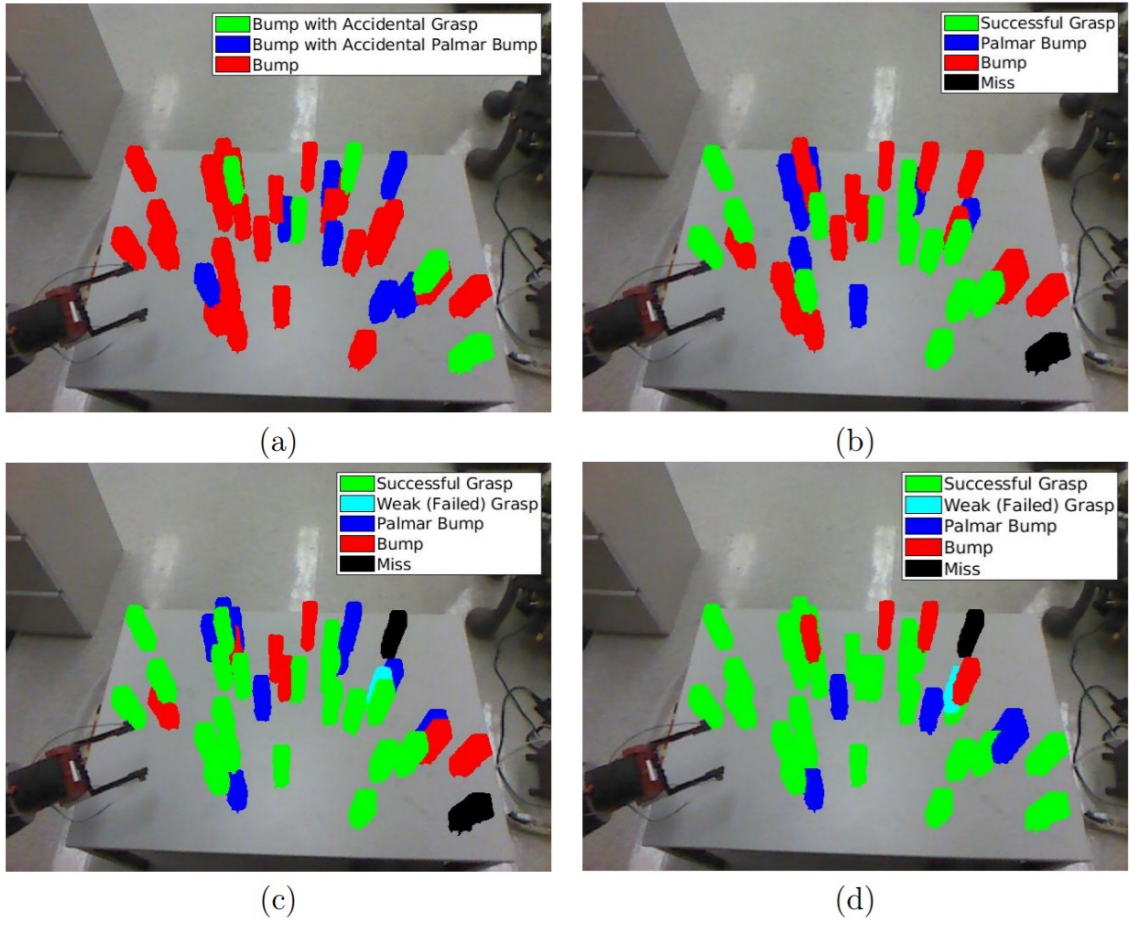 Bump with Accidental Grasp
Bump with Accidental Palmar Bump
Bump
Successful Grasp
Palmar Bump
Bump
Miss
(a)
(b)
Successful Grasp
Weak (Failed) Grasp
Palmar Bump
Bump
Miss
Successful Grasp
Weak (Failed) Grasp
Palmar Bump
Bump
Miss
(c)
(d)